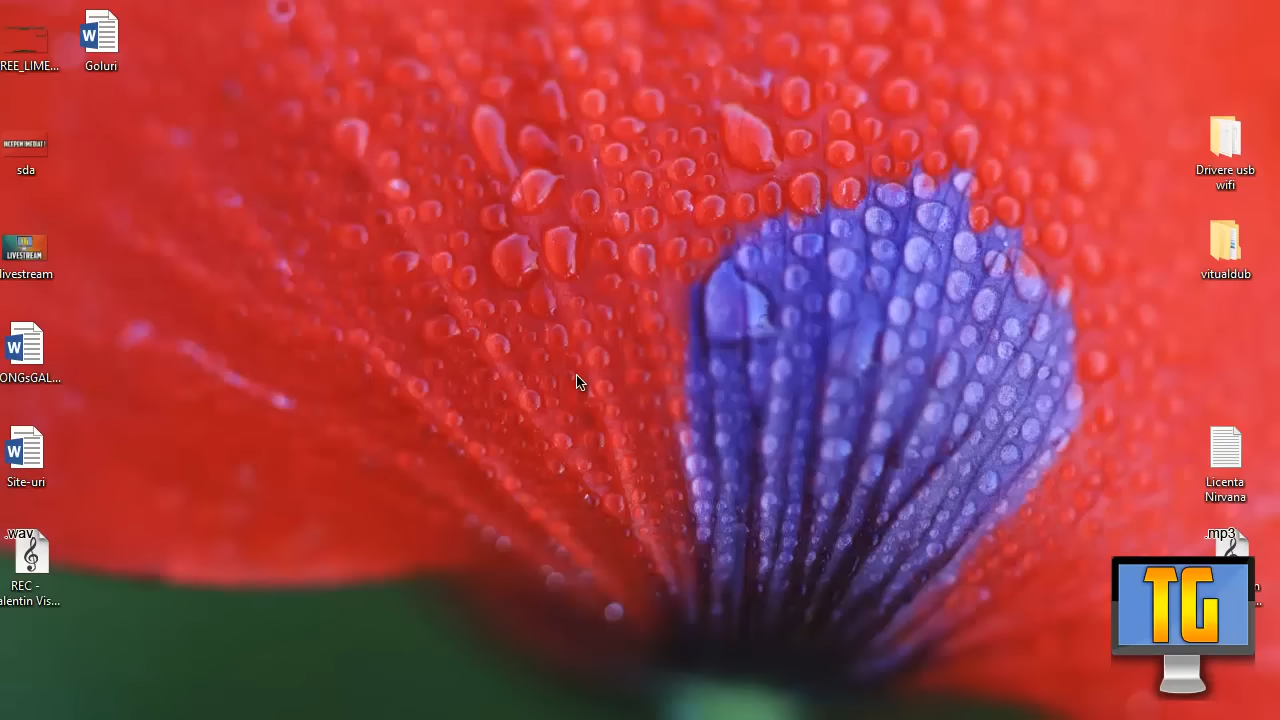 REE_LIME...
Goluri
sda
LIVESTREAM
livestream
ONGsGAL...
Site-uri
.wav
REC -
alentin Vis...
Drivere usb
wifi
vitualdub
Licenta
Nirvana
.mp3
TG